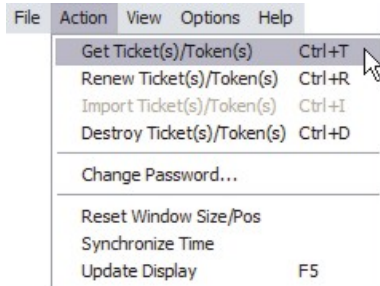 File Action View Options Help
Get Ticket(s)/Token(s) Ctrl+T
Renew Ticket(s)/Token(s) Ctrl+R
Import Ticket(s)/Token(s) Ctrl+I
Destroy Ticket(s)/Token(s) Ctrl+D
Change Password...
Reset Window Size/Pos
Synchronize Time
Update Display F5